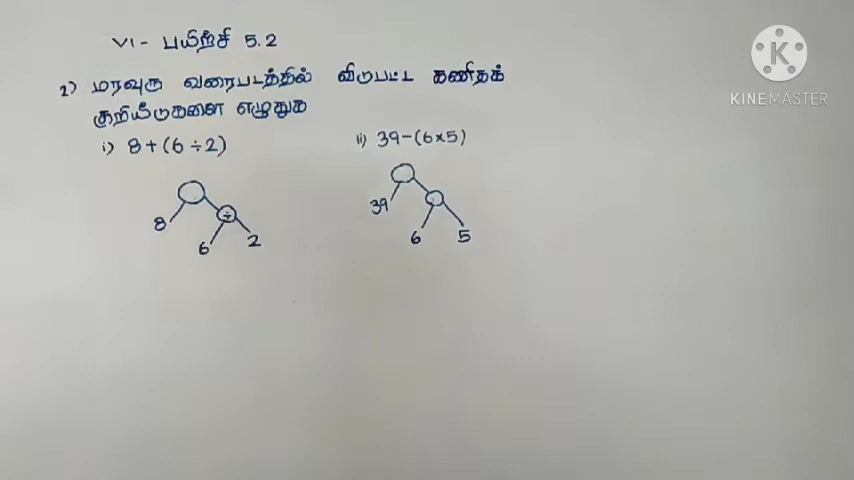 VI - பயிற்சி 5.2
2) மரவுரு வரைபடத்தில் விடுபட்ட கணிதக்
குறியீடுகளை எழுதுக
i) 8 + (6 ÷ 2) ii) 39 - (6 x 5)
8 ÷ 39
6 2 6 5
K
KINEMASTER